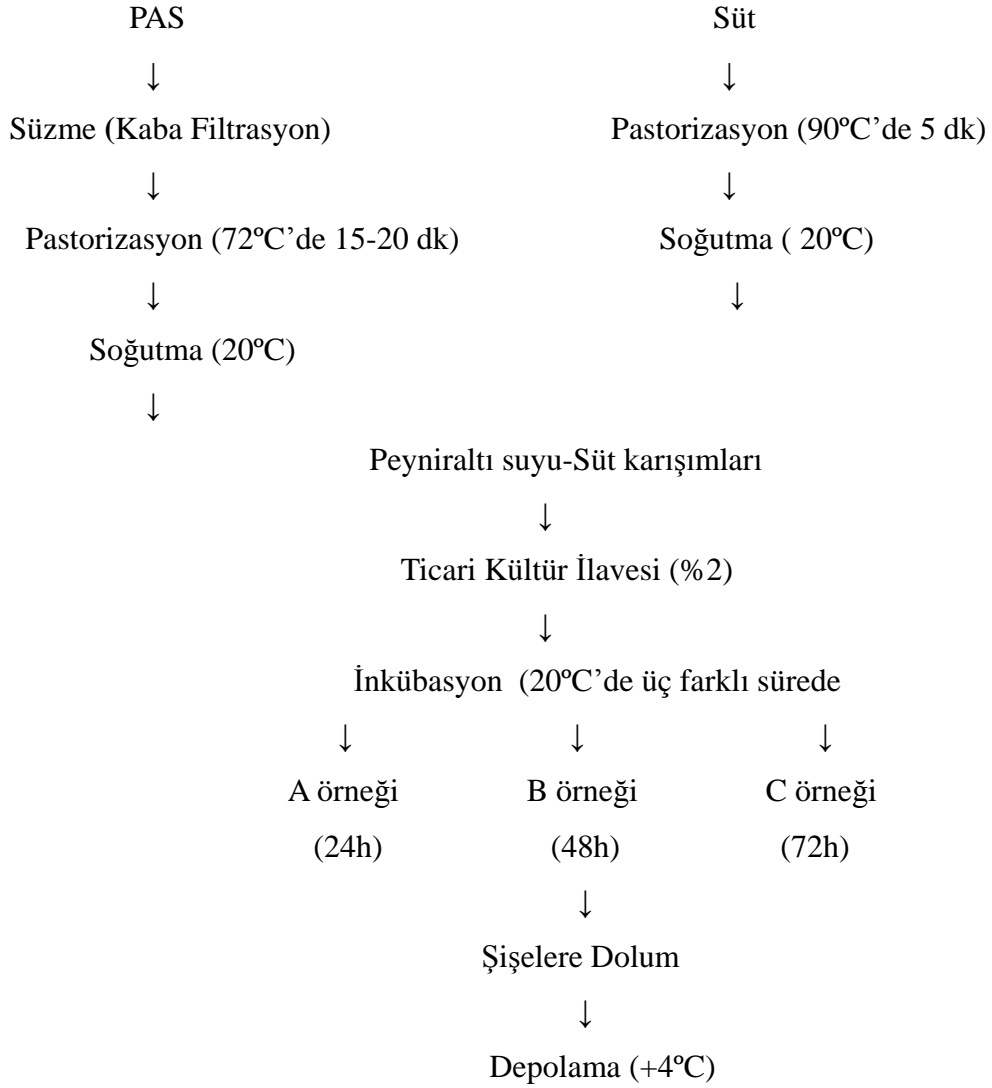 PAS Süt
↓ ↓
Süzme (Kaba Filtrasyon) Pastorizasyon (90ºC’de 5 dk)
↓ ↓
Pastorizasyon (72ºC’de 15-20 dk) Soğutma ( 20ºC)
↓ ↓
Soğutma (20ºC)
↓
Peyniraltı suyu-Süt karışımları
↓
Ticari Kültür İlavesi (%2)
↓
İnkübasyon (20ºC’de üç farklı sürede
↓ ↓ ↓
A örneği B örneği C örneği
(24h) (48h) (72h)
↓
Şişelere Dolum
↓
Depolama (+4ºC)